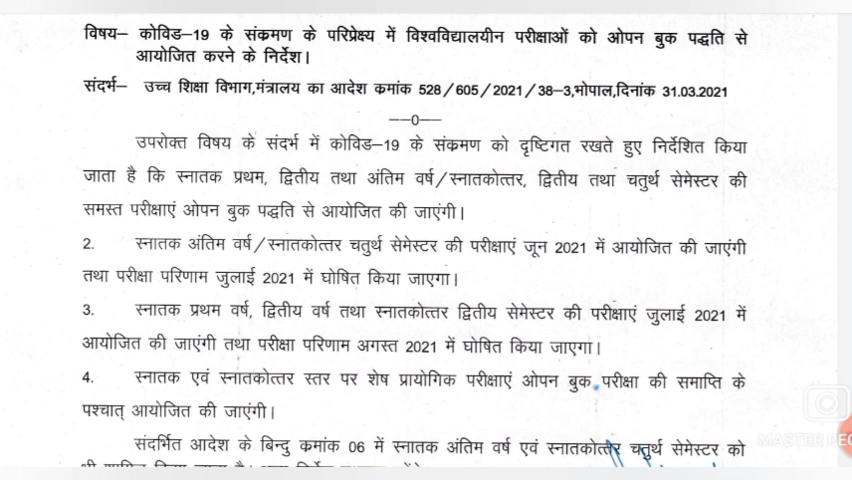 विषय– कोविड–19 के संक्रमण के परिप्रेक्ष्य में विश्वविद्यालयीन परीक्षाओं को ओपन बुक पद्धति से
आयोजित करने के निर्देश।
संदर्भ– उच्च शिक्षा विभाग,मंत्रालय का आदेश कमांक 528/605/2021/38–3,भोपाल,दिनांक 31.03.2021
—0—
उपरोक्त विषय के संदर्भ में कोविड–19 के संक्रमण को दृष्टिगत रखते हुए निर्देशित किया
जाता है कि स्नातक प्रथम, द्वितीय तथा अंतिम वर्ष/स्नातकोत्तर, द्वितीय तथा चतुर्थ सेमेस्टर की
समस्त परीक्षाएं ओपन बुक पद्धति से आयोजित की जाएंगी।
2. स्नातक अंतिम वर्ष/स्नातकोत्तर चतुर्थ सेमेस्टर की परीक्षाएं जून 2021 में आयोजित की जाएंगी
तथा परीक्षा परिणाम जुलाई 2021 में घोषित किया जाएगा।
3. स्नातक प्रथम वर्ष, द्वितीय वर्ष तथा स्नातकोत्तर द्वितीय सेमेस्टर की परीक्षाएं जुलाई 2021 में
आयोजित की जाएंगी तथा परीक्षा परिणाम अगस्त 2021 में घोषित किया जाएगा।
4. स्नातक एवं स्नातकोत्तर स्तर पर शेष प्रायोगिक परीक्षाएं ओपन बुक परीक्षा की समाप्ति के
पश्चात् आयोजित की जाएंगी।
संदर्भित आदेश के बिन्दु कमांक 06 में स्नातक अंतिम वर्ष एवं स्नातकोत्तर चतुर्थ सेमेस्टर को
MASTER REC